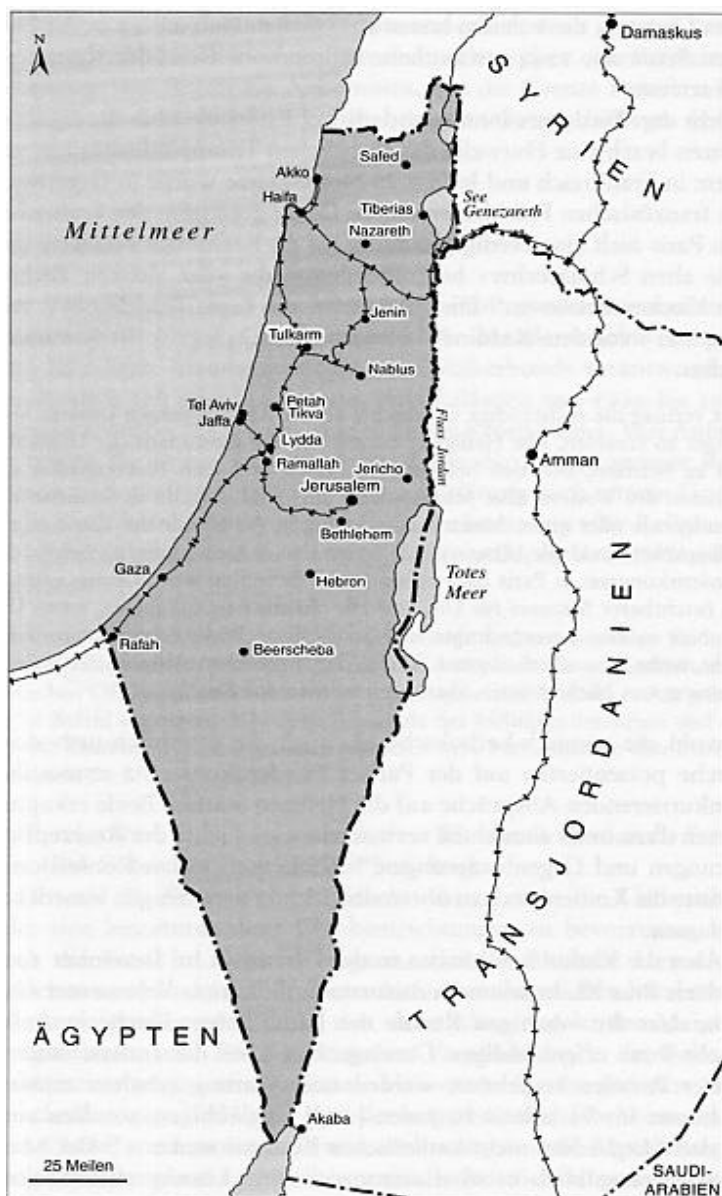 N
Damaskus
SYRIEN
Safed
Akko
Haifa
Tiberias
See
Genezareth
Nazareth
Mittelmeer
Jenin
Tulkarm
Nablus
Tel Aviv
Jaffa
Petah
Tikva
Fluss Jordan
Lydda
Ramallah
Jericho
Amman
Jerusalem
Bethlehem
Gaza
Hebron
Totes
Meer
Rafah
Beerscheba
TRANSJORDANIEN
ÄGYPTEN
Akaba
25 Meilen
SAUDI-
ARABIEN